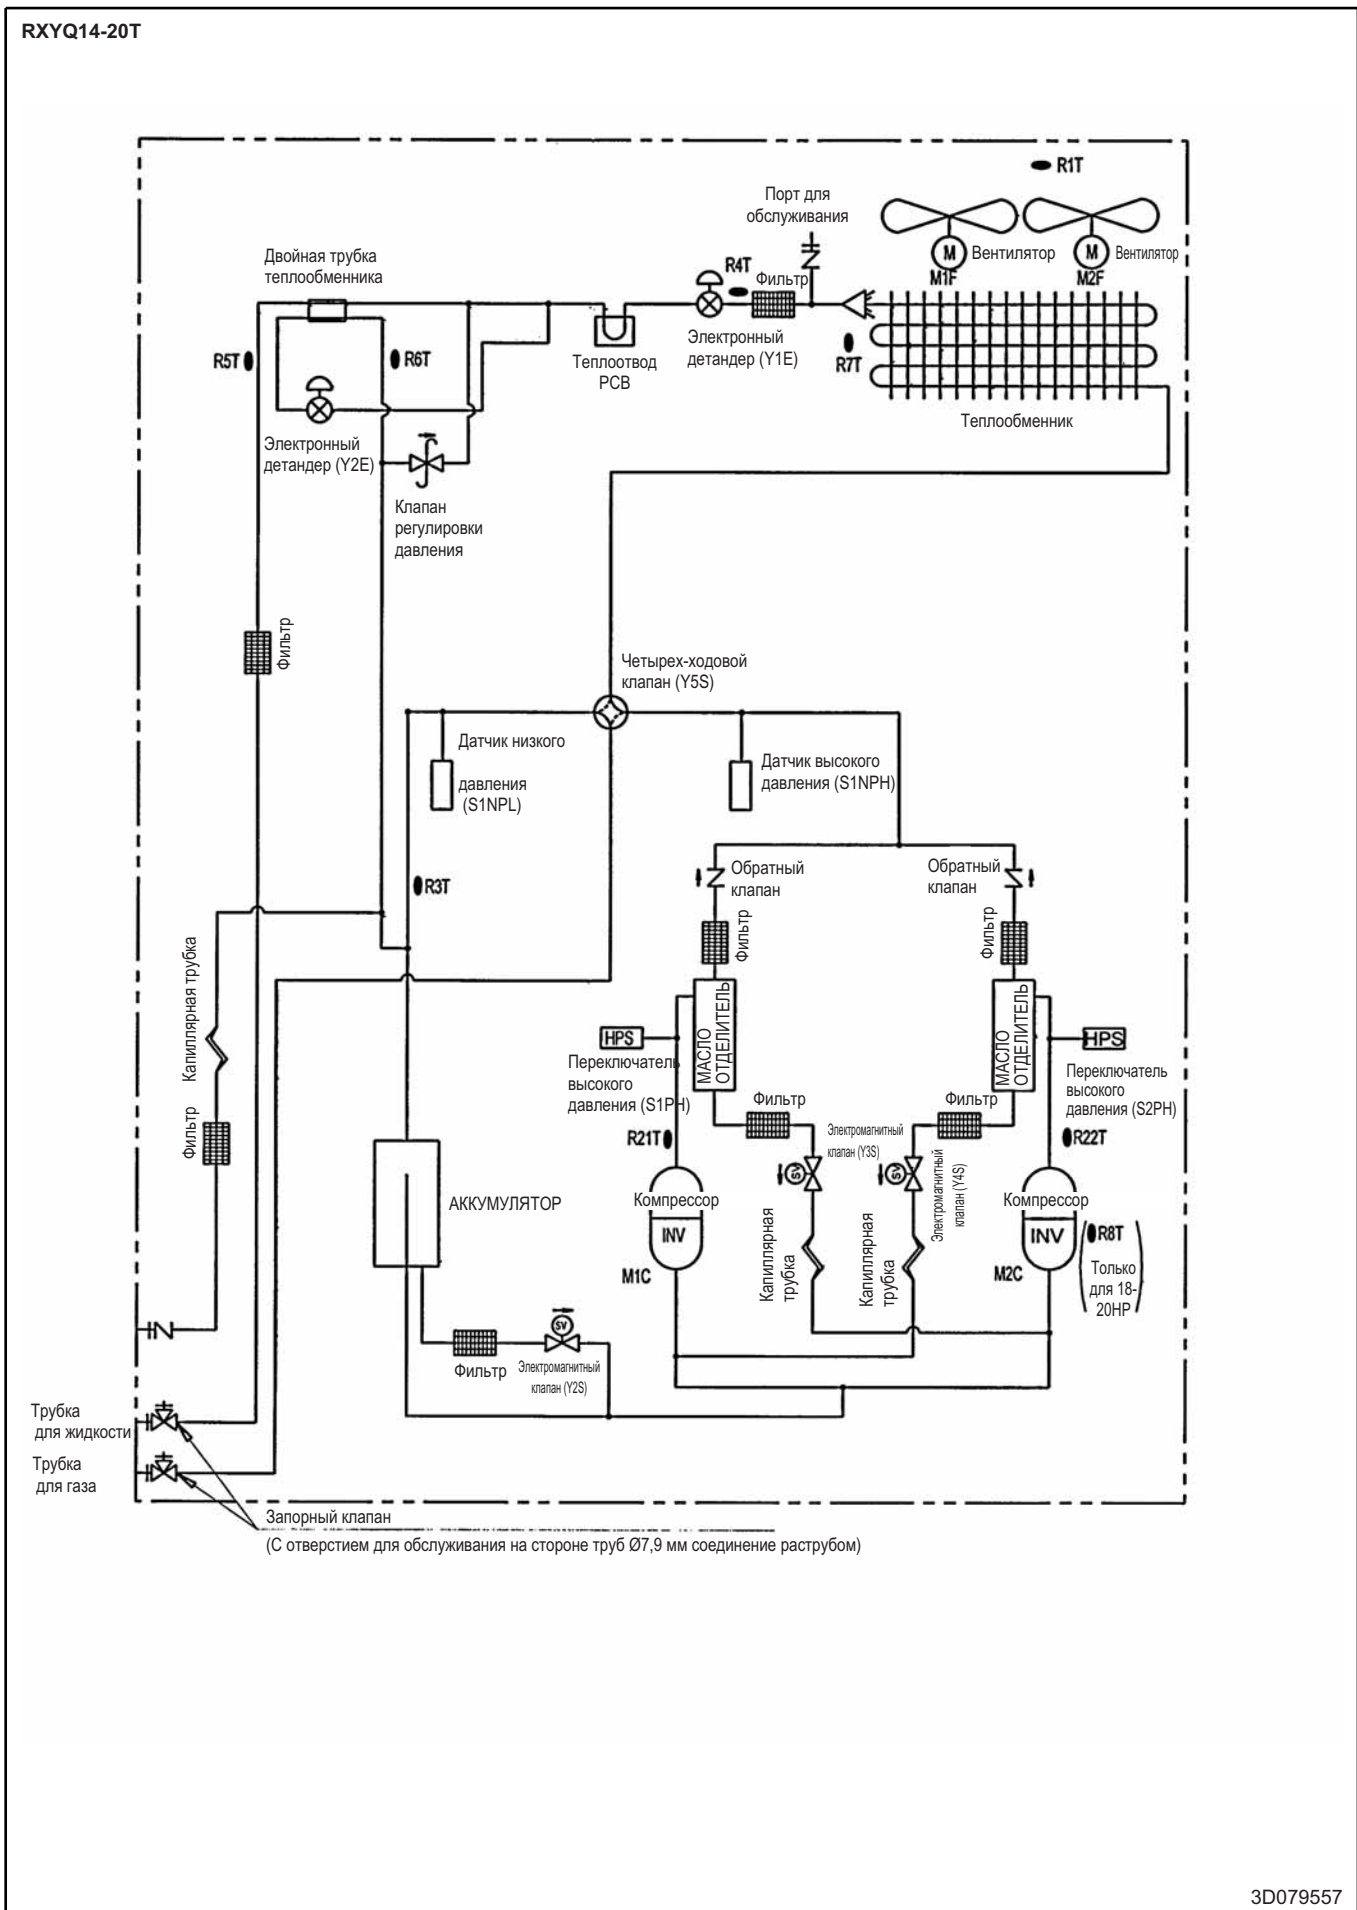 RXYQ14-20T
R1T
Порт для
обслуживания
M
Вентилятор
M1F
M
Вентилятор
M2F
Двойная трубка
теплообменника
R4T
Фильтр
Электронный
детандер (Y1E)
R7T
Теплоотвод
PCB
Теплообменник
R5T
R6T
Электронный
детандер (Y2E)
Клапан
регулировки
давления
Фильтр
Четырех-ходовой
клапан (Y5S)
Датчик низкого
давления
(S1NPL)
Датчик высокого
давления (S1NPH)
R3T
Обратный
клапан
Обратный
клапан
Фильтр
Фильтр
Капиллярная трубка
Фильтр
МАСЛО
ОТДЕЛИТЕЛЬ
МАСЛО
ОТДЕЛИТЕЛЬ
HPS
Переключатель
высокого
давления (S1PH)
HPS
Переключатель
высокого
давления (S2PH)
Фильтр
Фильтр
R21T
Электромагнитный
клапан (Y3S)
SV
SV
Электромагнитный
клапан (Y4S)
R22T
АККУМУЛЯТОР
Компрессор
INV
M1C
Капиллярная
трубка
Капиллярная
трубка
Компрессор
INV
M2C
R8T
Только
для 18-
20HP
SV
Фильтр
Электромагнитный
клапан (Y2S)
Трубка
для жидкости
Трубка
для газа
Запорный клапан
(С отверстием для обслуживания на стороне труб Ø7,9 мм соединение раструбом)
3D079557